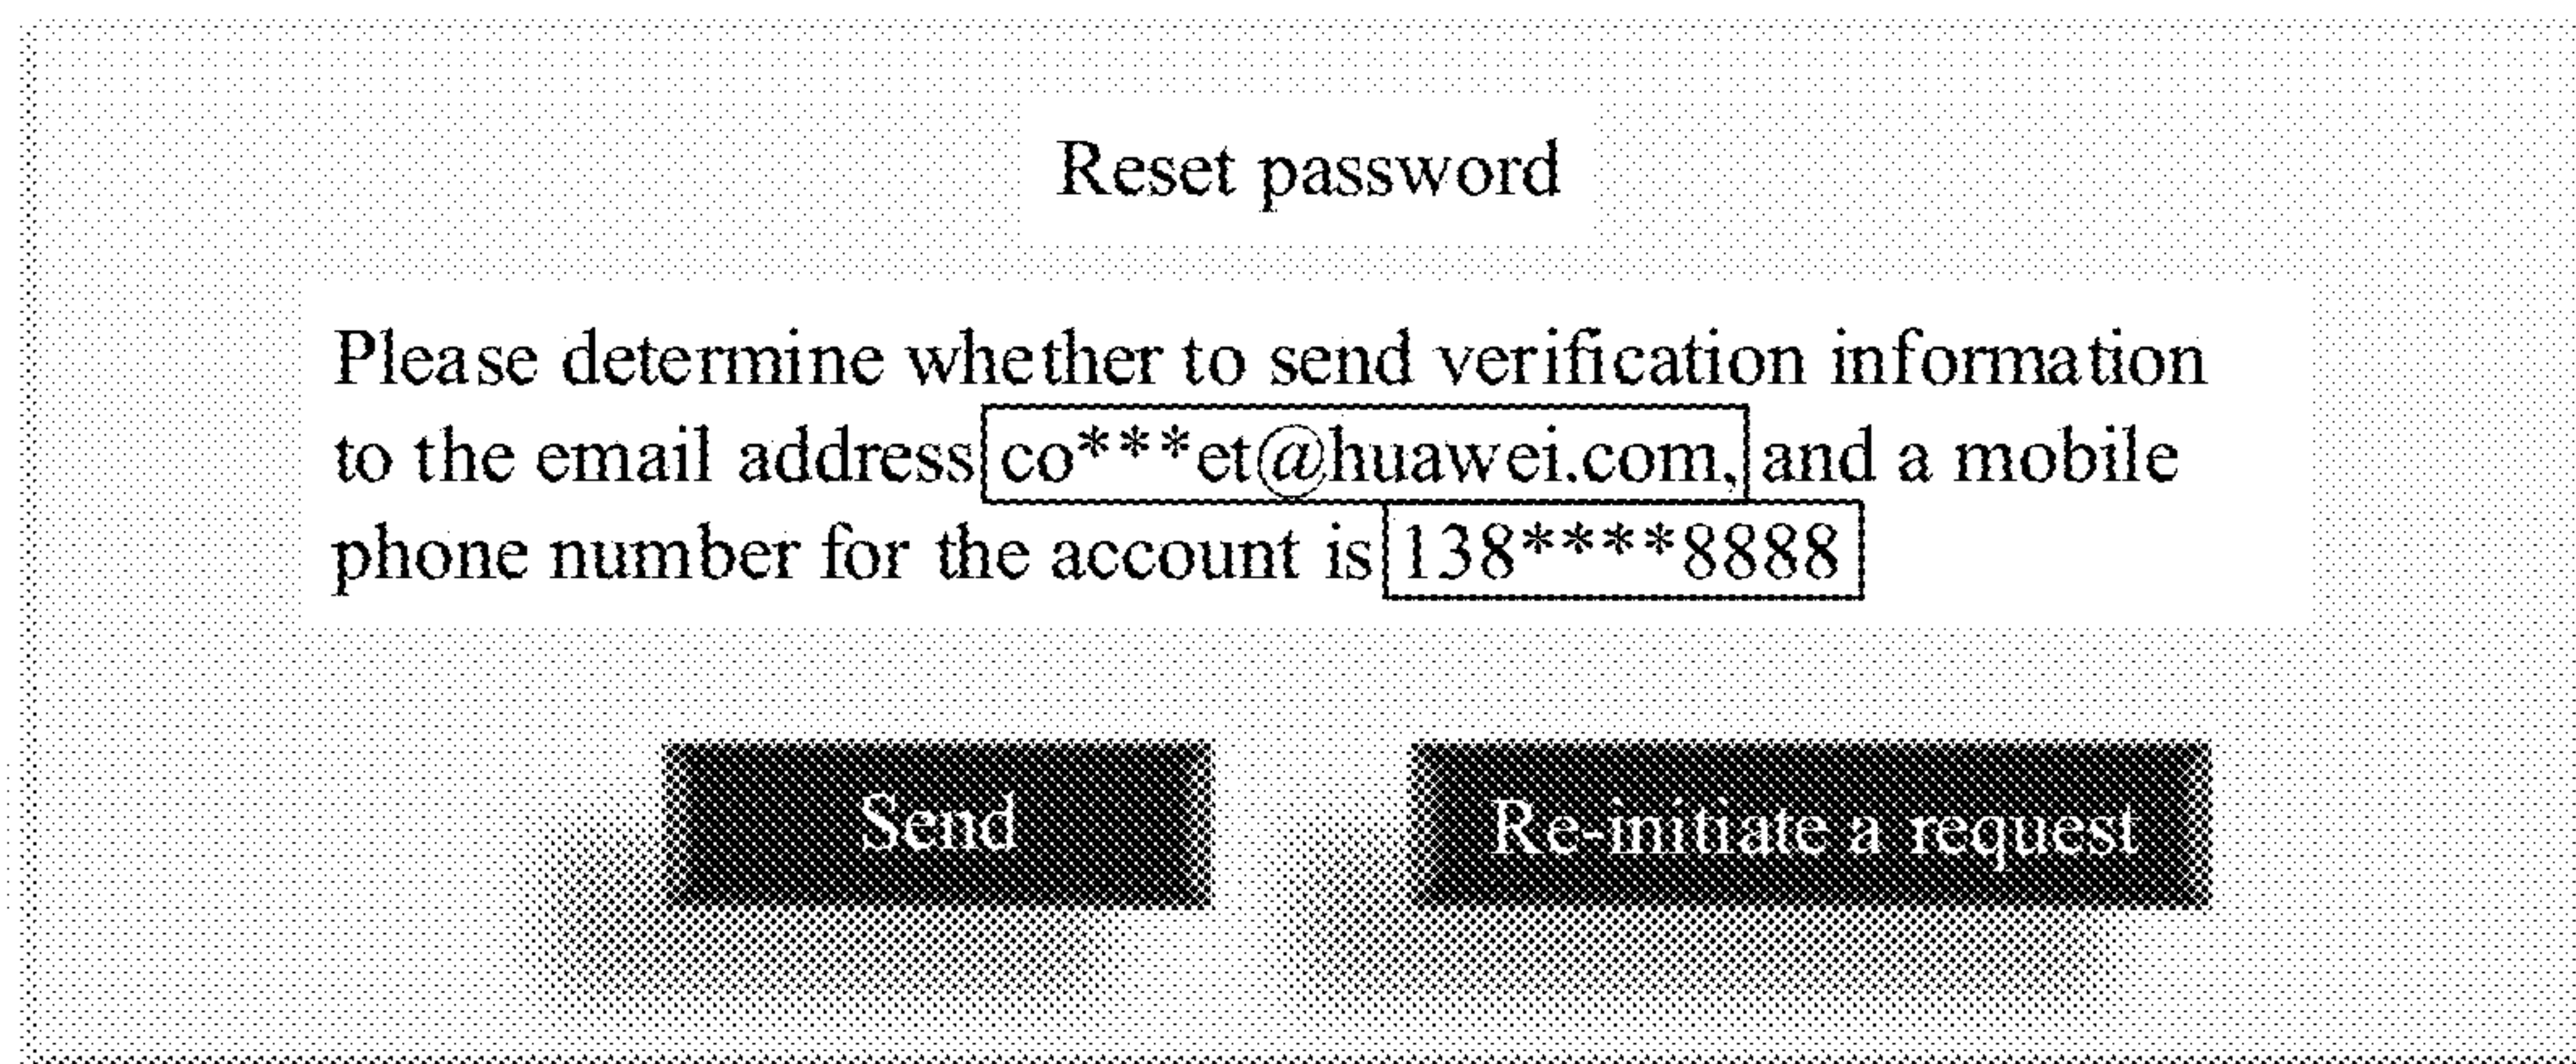 Reset password
Please determine whether to send verification information
to the email address co***et@huawei.com, and a mobile
phone number for the account is 138****8888
Send
Re-initiate a request